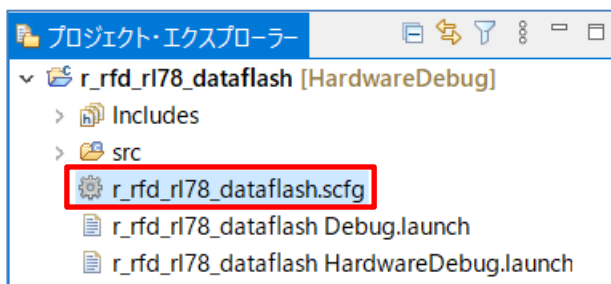 プロジェクト・エクスプローラー
r_rfd_rl78_dataflash [HardwareDebug]
Includes
src
r_rfd_rl78_dataflash.scfg
r_rfd_rl78_dataflash Debug.launch
r_rfd_rl78_dataflash HardwareDebug.launch